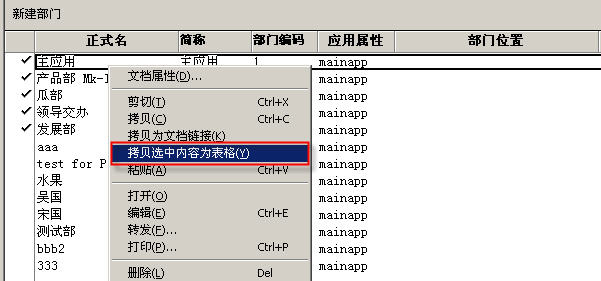 新建部门
正式名 简称 部门编码 应用属性 部门位置
主应用 主应用 1 mainapp
产品部 Mk- mainapp
瓜部 mainapp
领导交办 mainapp
发展部 mainapp
aaa mainapp
test for P mainapp
水果 mainapp
吴国 mainapp
宋国 mainapp
测试部 mainapp
bbb2 mainapp
333 mainapp
文档属性(D)...
剪切(T) Ctrl+X
拷贝(C) Ctrl+C
拷贝为文档链接(K)
拷贝选中内容为表格(Y)
粘贴(A) Ctrl+V
打开(O)
编辑(E) Ctrl+E
转发(F)...
打印(P)... Ctrl+P
删除(L) Del